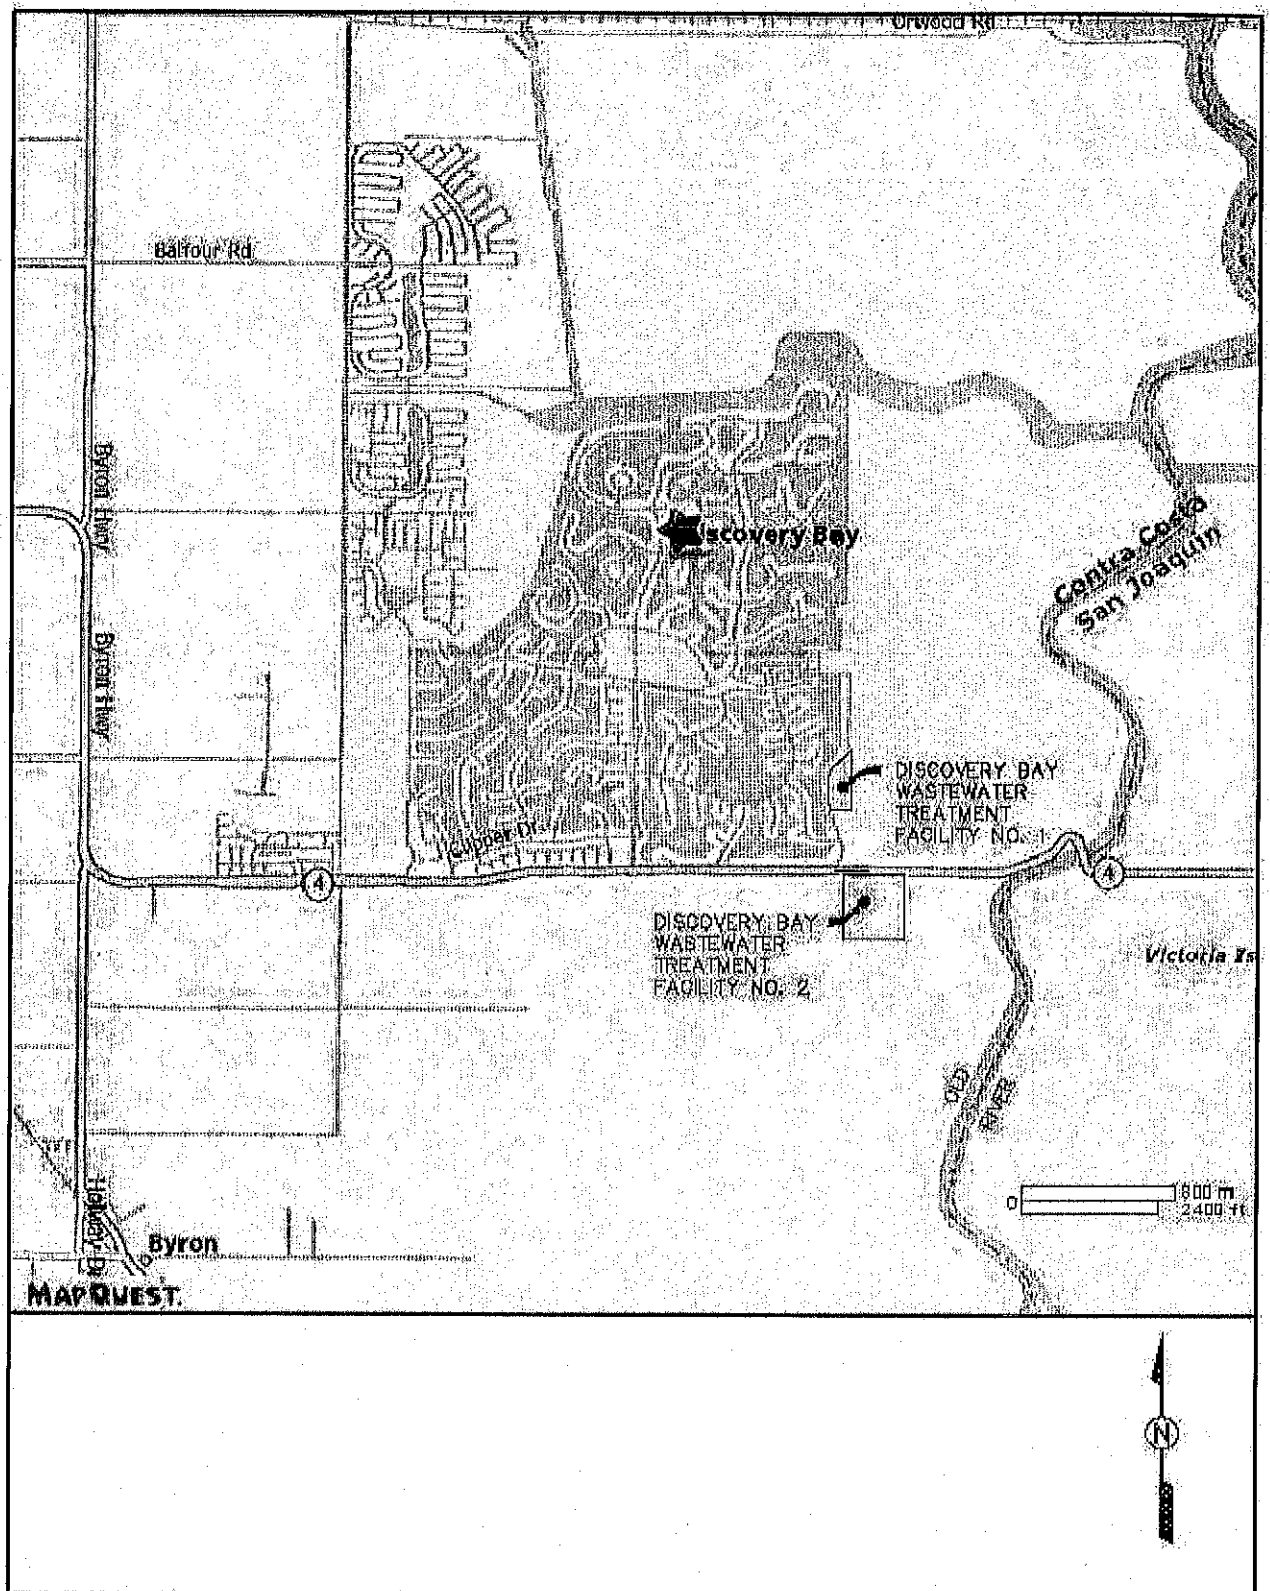 Orwood Rd
Balfour Rd
Byron Hwy
Discovery Bay
Contra Costa
San Joaquin
Byron Hwy
DISCOVERY BAY
WASTEWATER
TREATMENT
FACILITY NO. 1
Clipper Dr
4
4
DISCOVERY BAY
WASTEWATER
TREATMENT
FACILITY NO. 2
Victoria Is
OLD
RIVER
0
800 m
2400 ft
Holway Dr
Byron
MAPQUEST.
N